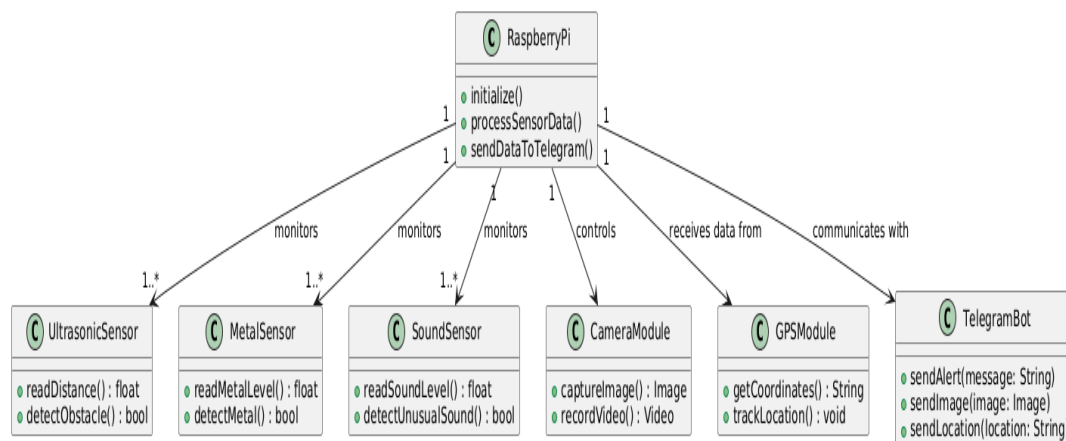 C RaspberryPi
initialize()
processSensorData()
sendDataToTelegram()
1 1
1 1
1 1
monitors monitors monitors controls receives data from communicates with
1..* 1..* 1..*
C UltrasonicSensor
readDistance() : float
detectObstacle() : bool
C MetalSensor
readMetalLevel() : float
detectMetal() : bool
C SoundSensor
readSoundLevel() : float
detectUnusualSound() : bool
C CameraModule
captureImage() : Image
recordVideo() : Video
C GPSModule
getCoordinates() : String
trackLocation() : void
C TelegramBot
sendAlert(message: String)
sendImage(image: Image)
sendLocation(location: String